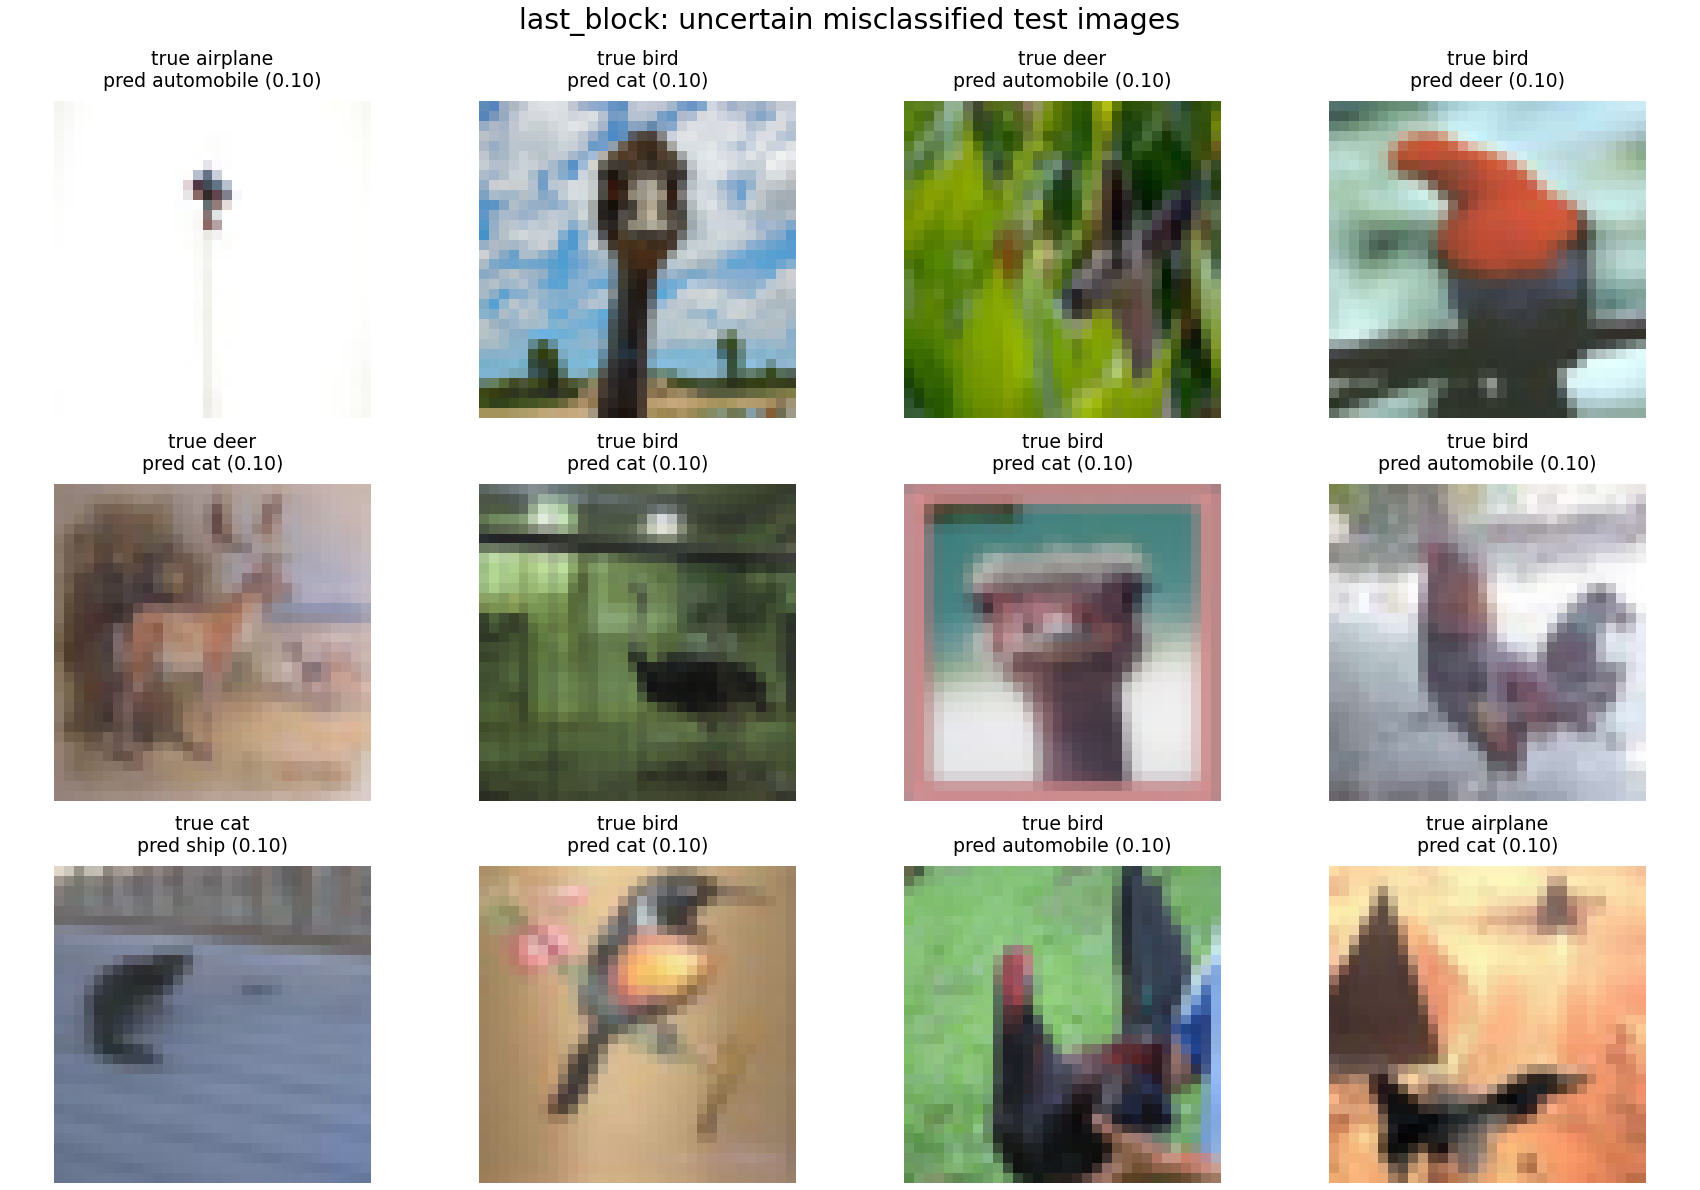 last_block: uncertain misclassified test images
true airplane
pred automobile (0.10)
true bird
pred cat (0.10)
true deer
pred automobile (0.10)
true bird
pred deer (0.10)
true deer
pred cat (0.10)
true bird
pred cat (0.10)
true bird
pred cat (0.10)
true bird
pred automobile (0.10)
true cat
pred ship (0.10)
true bird
pred cat (0.10)
true bird
pred automobile (0.10)
true airplane
pred cat (0.10)